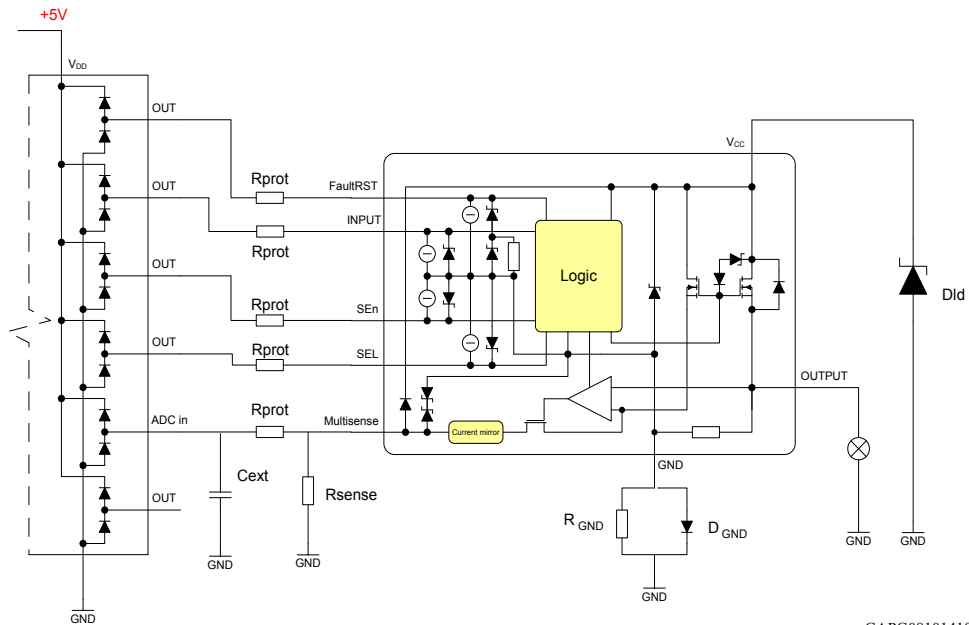 +5V
VDD
OUT
VCC
Rprot
FaultRST
OUT
INPUT
Rprot
Logic
OUT
Dld
Rprot
SEn
OUT
Rprot
SEL
OUTPUT
Rprot
ADC in
Multisense
Current mirror
GND
Cext
Rsense
OUT
R GND
D GND
GND
GND
GND
GND
GND
GND